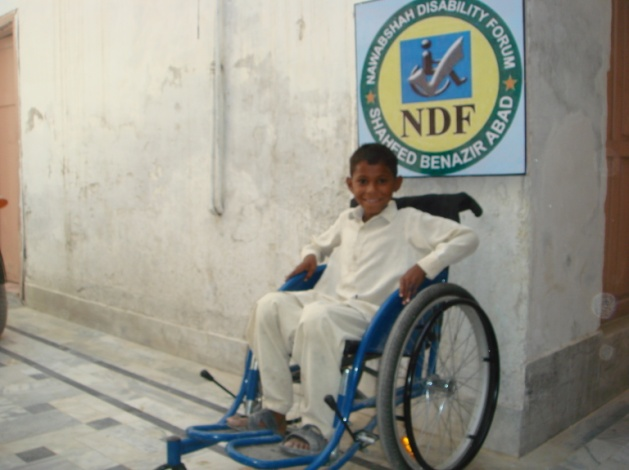 NAWABSHAH DISABILITY FORUM
NDF
SHAHEED BENAZIR ABAD